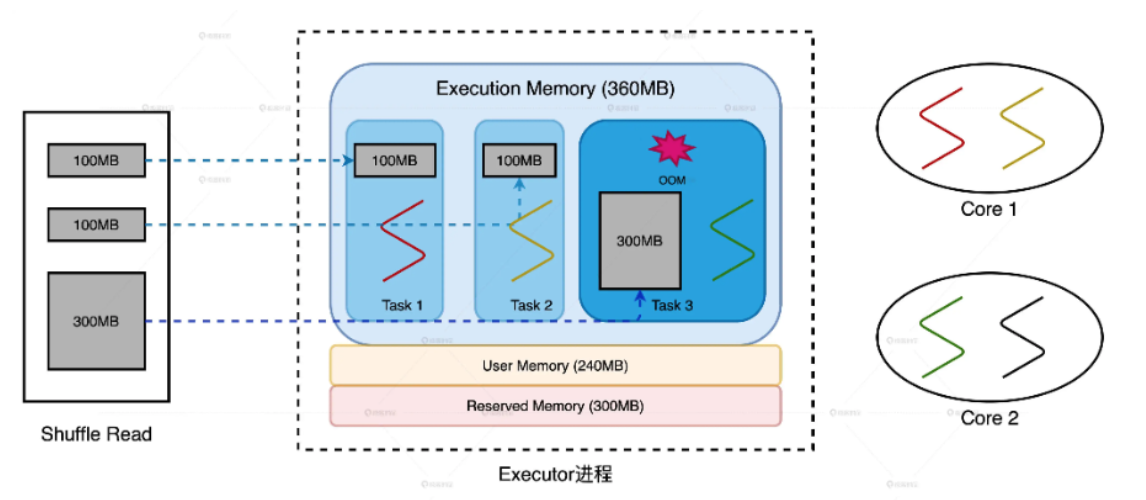 Execution Memory (360MB)
100MB
100MB
100MB
OOM
100MB
300MB
300MB
Task 1
Task 2
Task 3
User Memory (240MB)
Reserved Memory (300MB)
Shuffle Read
Executor进程
Core 1
Core 2